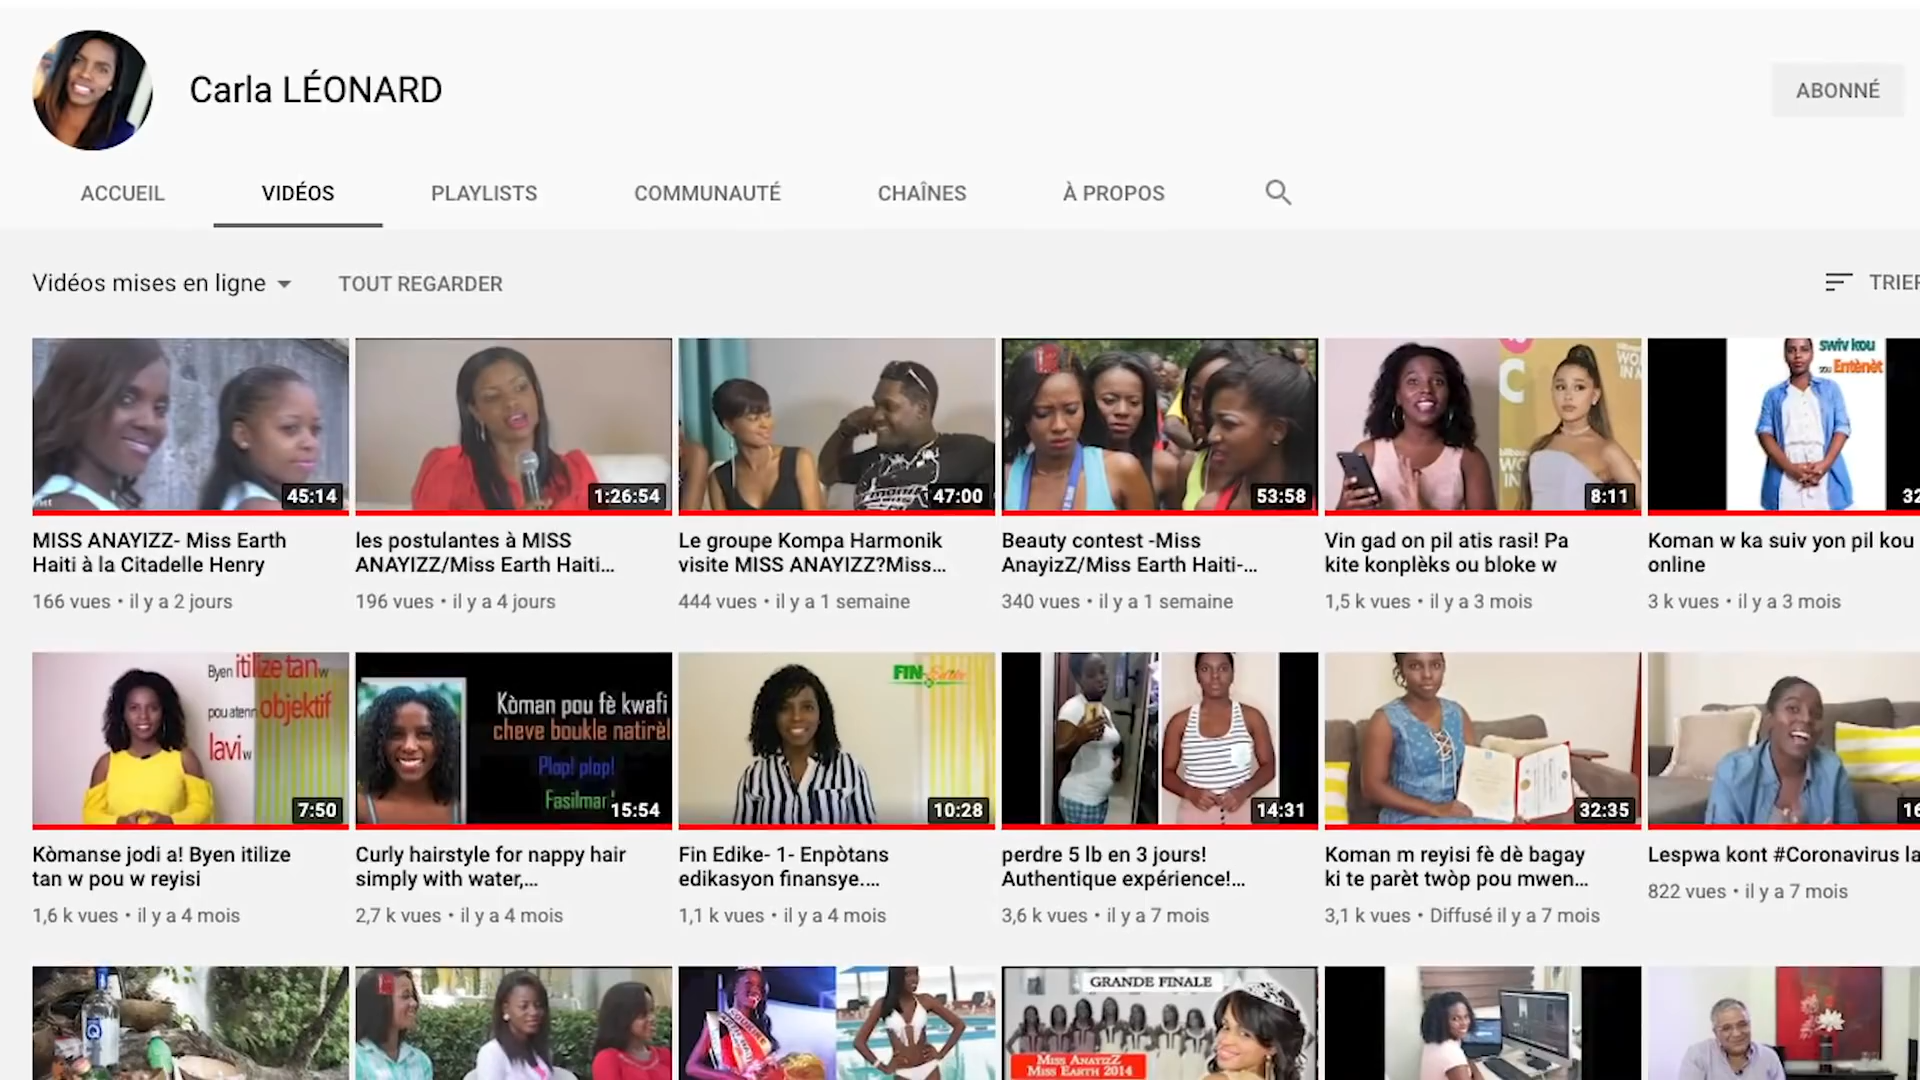 Carla LÉONARD
ABONNÉ
ACCUEIL
VIDÉOS
PLAYLISTS
COMMUNAUTÉ
CHAÎNES
À PROPOS
Vidéos mises en ligne
TOUT REGARDER
TRIER
45:14
1:26:54
47:00
53:58
8:11
swiv kou
sou Entènèt
32
MISS ANAYIZZ- Miss Earth
Haiti à la Citadelle Henry
166 vues • il y a 2 jours
les postulantes à MISS
ANAYIZZ/Miss Earth Haiti...
196 vues • il y a 4 jours
Le groupe Kompa Harmonik
visite MISS ANAYIZZ?Miss...
444 vues • il y a 1 semaine
Beauty contest -Miss
AnayizZ/Miss Earth Haiti-...
340 vues • il y a 1 semaine
Vin gad on pil atis rasi! Pa
kite konplèks ou bloke w
1,5 k vues • il y a 3 mois
Koman w ka suiv yon pil kou
online
3 k vues • il y a 3 mois
Byen itilize tan w
pou atenn objektif
lavi w
7:50
Kòman pou fè kwafi
cheve boukle natirèl
Plop! plop!
Fasilman!
15:54
FIN
10:28
14:31
32:35
16
Kòmanse jodi a! Byen itilize
tan w pou w reyisi
1,6 k vues • il y a 4 mois
Curly hairstyle for nappy hair
simply with water,...
2,7 k vues • il y a 4 mois
Fin Edike- 1- Enpòtans
edikasyon finansye....
1,1 k vues • il y a 4 mois
perdre 5 lb en 3 jours!
Authentique expérience!...
3,6 k vues • il y a 7 mois
Koman m reyisi fè dè bagay
ki te parèt twòp pou mwen...
3,1 k vues • Diffusé il y a 7 mois
Lespwa kont #Coronavirus la
822 vues • il y a 7 mois
GRANDE FINALE
MISS ANAYIZZ
MISS EARTH 2014